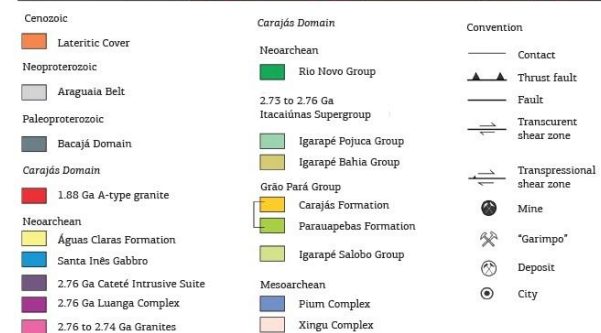 Cenozoic
Lateritic Cover
Neoproterozoic
Araguaia Belt
Paleoproterozoic
Bacajá Domain
Carajás Domain
1.88 Ga A-type granite
Neoarchean
Águas Claras Formation
Santa Inês Gabbro
2.76 Ga Cateté Intrusive Suite
2.76 Ga Luanga Complex
2.76 to 2.74 Ga Granites
Carajás Domain
Neoarchean
Rio Novo Group
2.73 to 2.76 Ga
Itacaiúnas Supergroup
Igarapé Pojuca Group
Igarapé Bahia Group
Grão Pará Group
Carajás Formation
Parauapebas Formation
Igarapé Salobo Group
Mesoarchean
Pium Complex
Xingu Complex
Convention
Contact
Thrust fault
Fault
Transcurent
shear zone
Transpressional
shear zone
Mine
"Garimpo"
Deposit
City